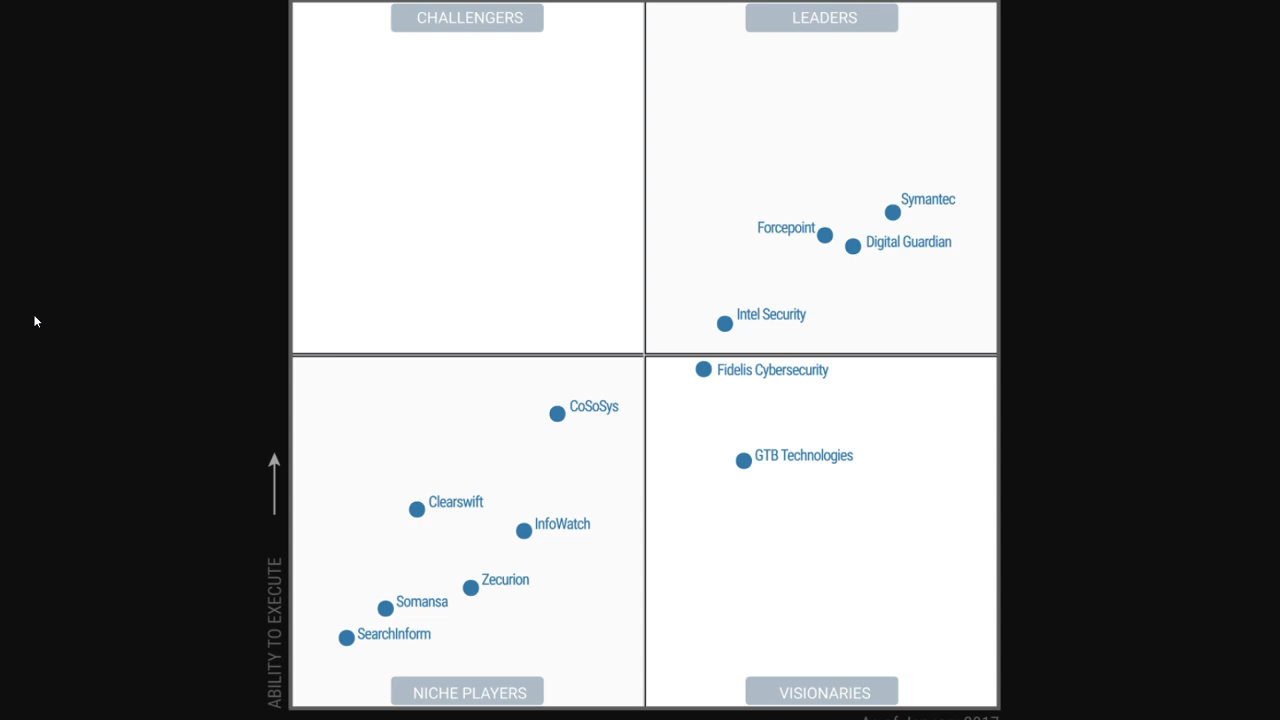 CHALLENGERS
LEADERS
Symantec
Forcepoint
Digital Guardian
Intel Security
Fidelis Cybersecurity
CoSoSys
GTB Technologies
Clearswift
InfoWatch
Zecurion
Somansa
SearchInform
ABILITY TO EXECUTE
NICHE PLAYERS
VISIONARIES